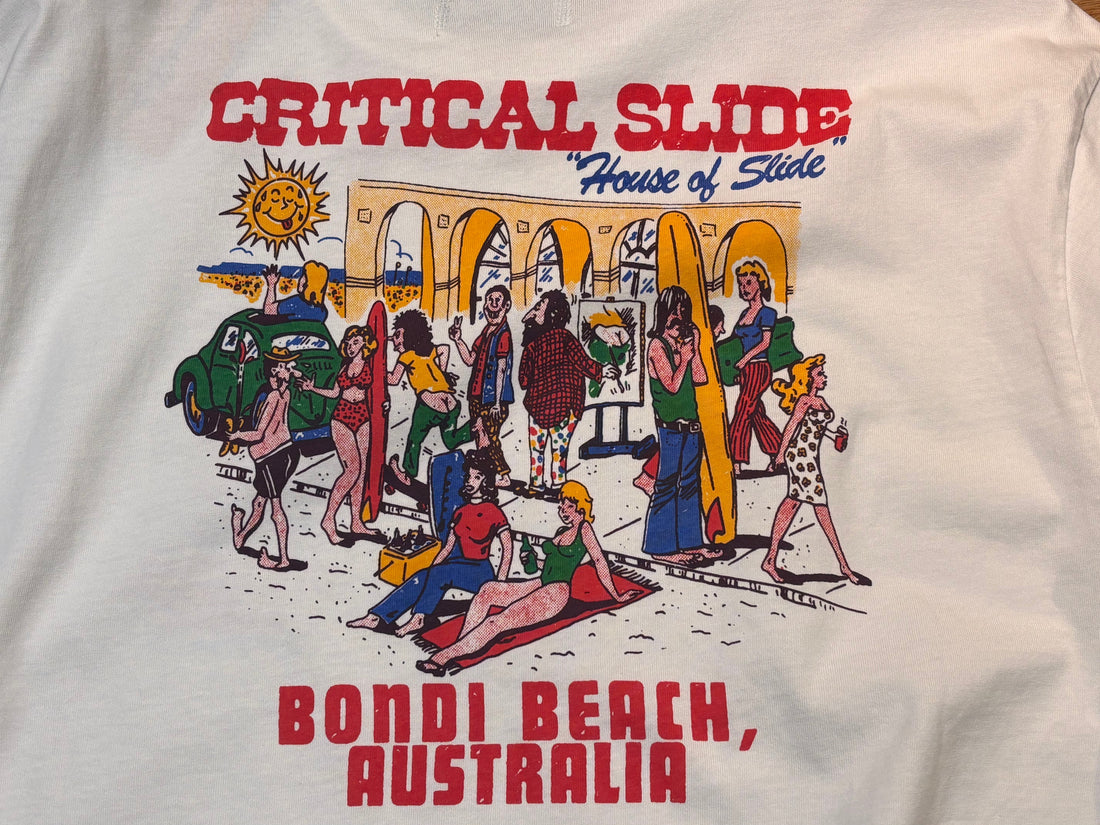 CRITICAL SLIDE
"House of Slide"
BONDI BEACH,
AUSTRALIA